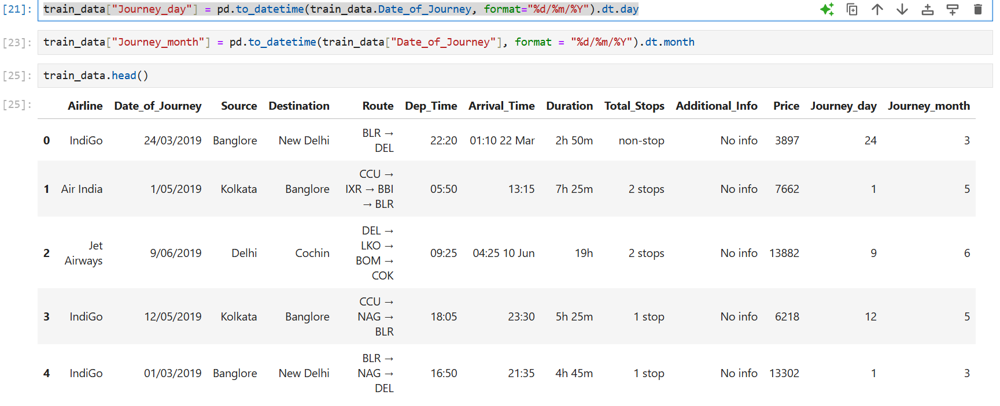 [21]: train_data["Journey_day"] = pd.to_datetime(train_data.Date_of_Journey, format="%d/%m/%Y").dt.day
[23]: train_data["Journey_month"] = pd.to_datetime(train_data["Date_of_Journey"], format = "%d/%m/%Y").dt.month
[25]: train_data.head()
[25]: Airline Date_of_Journey Source Destination Route Dep_Time Arrival_Time Duration Total_Stops Additional_Info Price Journey_day Journey_month
0 IndiGo 24/03/2019 Banglore New Delhi BLR → DEL 22:20 01:10 22 Mar 2h 50m non-stop No info 3897 24 3
1 Air India 1/05/2019 Kolkata Banglore CCU → IXR → BBI → BLR 05:50 13:15 7h 25m 2 stops No info 7662 1 5
2 Jet Airways 9/06/2019 Delhi Cochin DEL → LKO → BOM → COK 09:25 04:25 10 Jun 19h 2 stops No info 13882 9 6
3 IndiGo 12/05/2019 Kolkata Banglore CCU → NAG → BLR 18:05 23:30 5h 25m 1 stop No info 6218 12 5
4 IndiGo 01/03/2019 Banglore New Delhi BLR → NAG → DEL 16:50 21:35 4h 45m 1 stop No info 13302 1 3